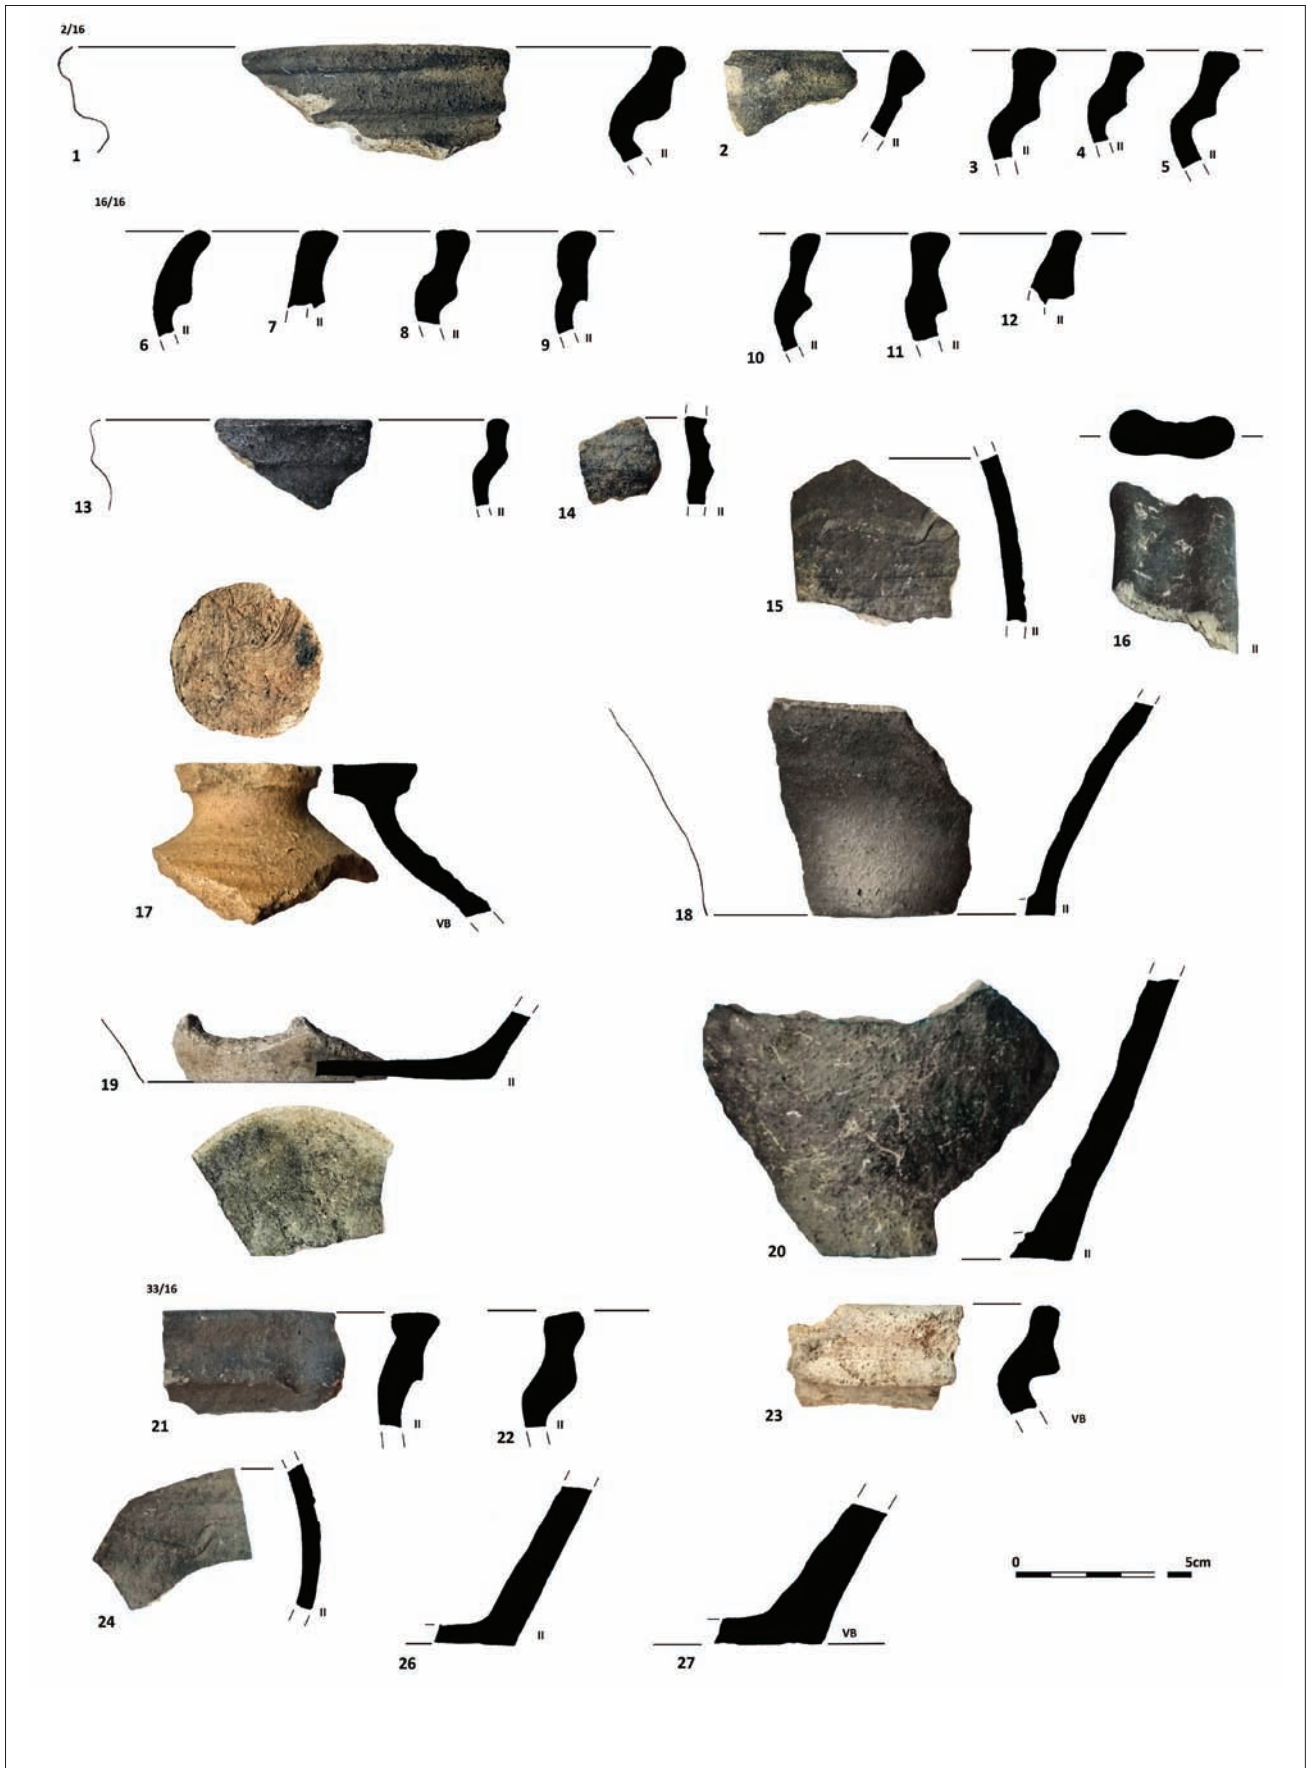 2/16
1 II 2 II 3 II 4 II 5 II
16/16
6 II 7 II 8 II 9 II 10 II 11 II 12 II
13 II 14 II 15 II 16 II
17 VB 18 II
19 II 20 II
33/16
21 II 22 II 23 VB
24 II
0 5cm
26 II 27 VB